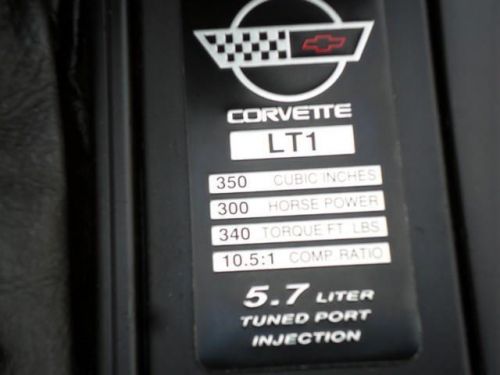 CORVETTE
LT1
350 CUBIC INCHES
300 HORSE POWER
340 TORQUE FT. LBS
10.5:1 COMP. RATIO
5.7 LITER
TUNED PORT
INJECTION